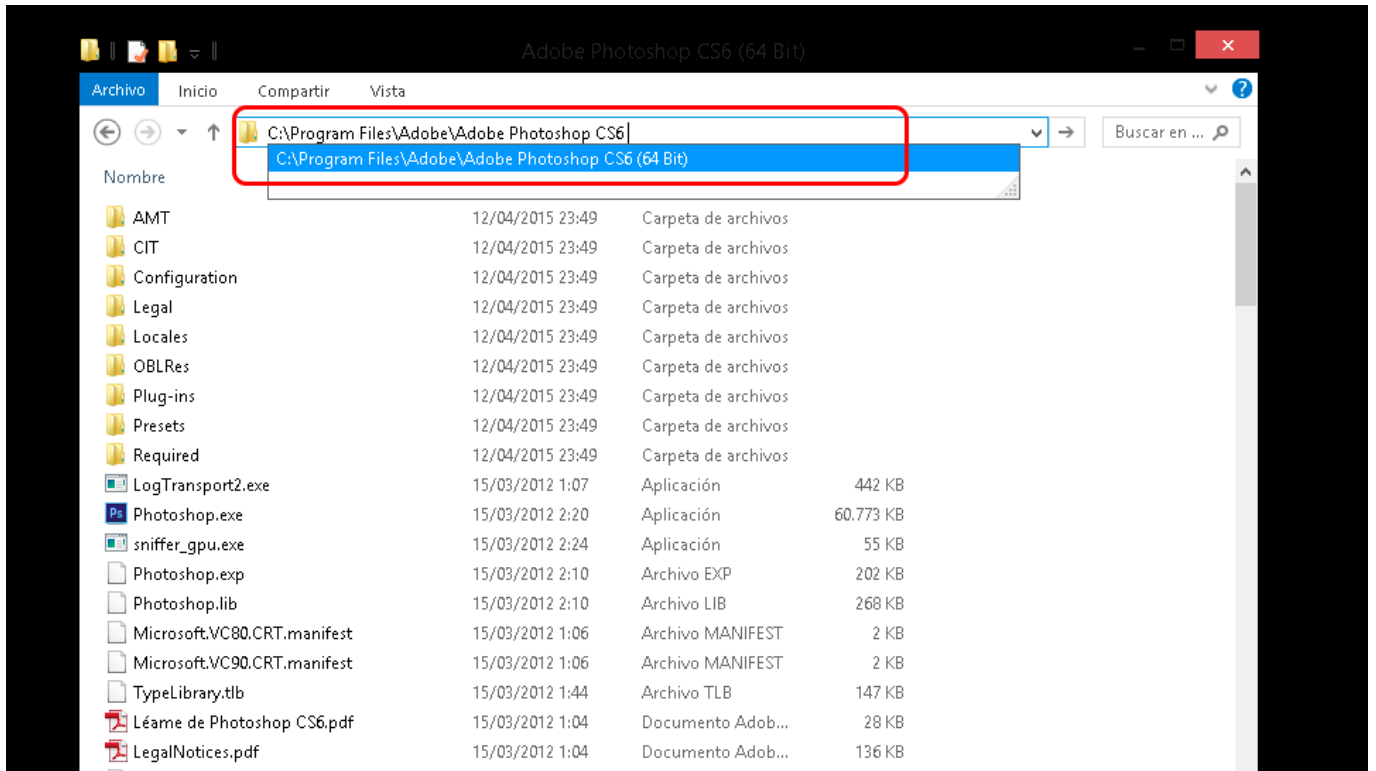 Adobe Photoshop CS6 (64 Bit)
Archivo Inicio Compartir Vista
C:\Program Files\Adobe\Adobe Photoshop CS6 Buscar en ...
C:\Program Files\Adobe\Adobe Photoshop CS6 (64 Bit)
Nombre
AMT 12/04/2015 23:49 Carpeta de archivos
CIT 12/04/2015 23:49 Carpeta de archivos
Configuration 12/04/2015 23:49 Carpeta de archivos
Legal 12/04/2015 23:49 Carpeta de archivos
Locales 12/04/2015 23:49 Carpeta de archivos
OBLRes 12/04/2015 23:49 Carpeta de archivos
Plug-ins 12/04/2015 23:49 Carpeta de archivos
Presets 12/04/2015 23:49 Carpeta de archivos
Required 12/04/2015 23:49 Carpeta de archivos
LogTransport2.exe 15/03/2012 1:07 Aplicación 442 KB
Ps Photoshop.exe 15/03/2012 2:20 Aplicación 60.773 KB
sniffer_gpu.exe 15/03/2012 2:24 Aplicación 55 KB
Photoshop.exp 15/03/2012 2:10 Archivo EXP 202 KB
Photoshop.lib 15/03/2012 2:10 Archivo LIB 268 KB
Microsoft.VC80.CRT.manifest 15/03/2012 1:06 Archivo MANIFEST 2 KB
Microsoft.VC90.CRT.manifest 15/03/2012 1:06 Archivo MANIFEST 2 KB
TypeLibrary.tlb 15/03/2012 1:44 Archivo TLB 147 KB
Léame de Photoshop CS6.pdf 15/03/2012 1:04 Documento Adob... 28 KB
LegalNotices.pdf 15/03/2012 1:04 Documento Adob... 136 KB